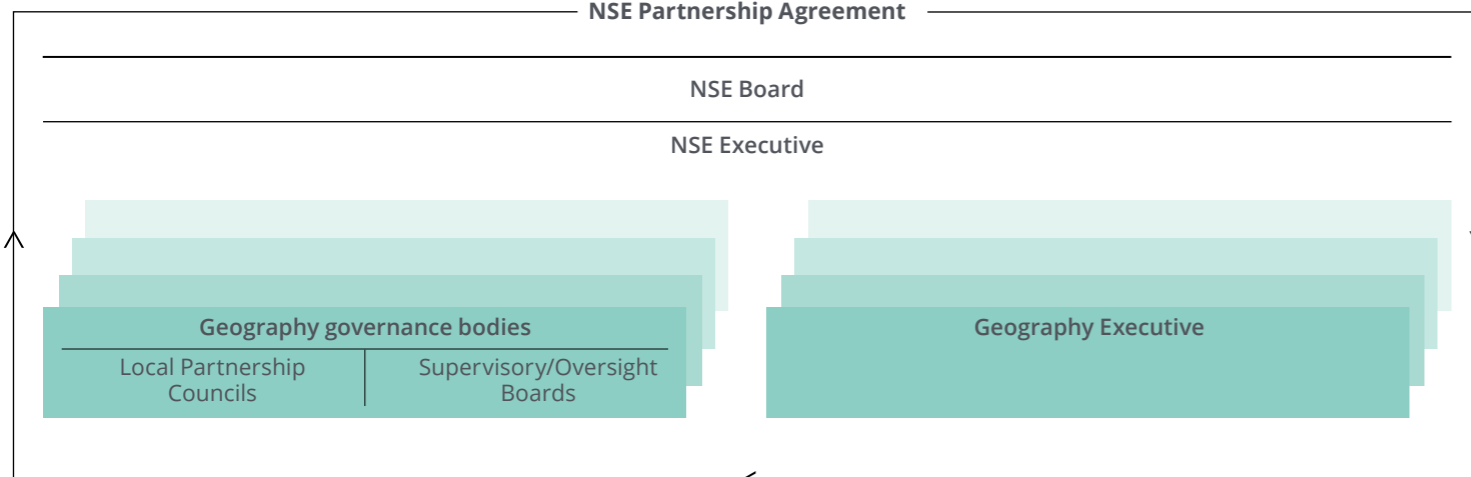 NSE Partnership Agreement
NSE Board
NSE Executive
Geography governance bodies
Local Partnership
Councils
Supervisory/Oversight
Boards
Geography Executive